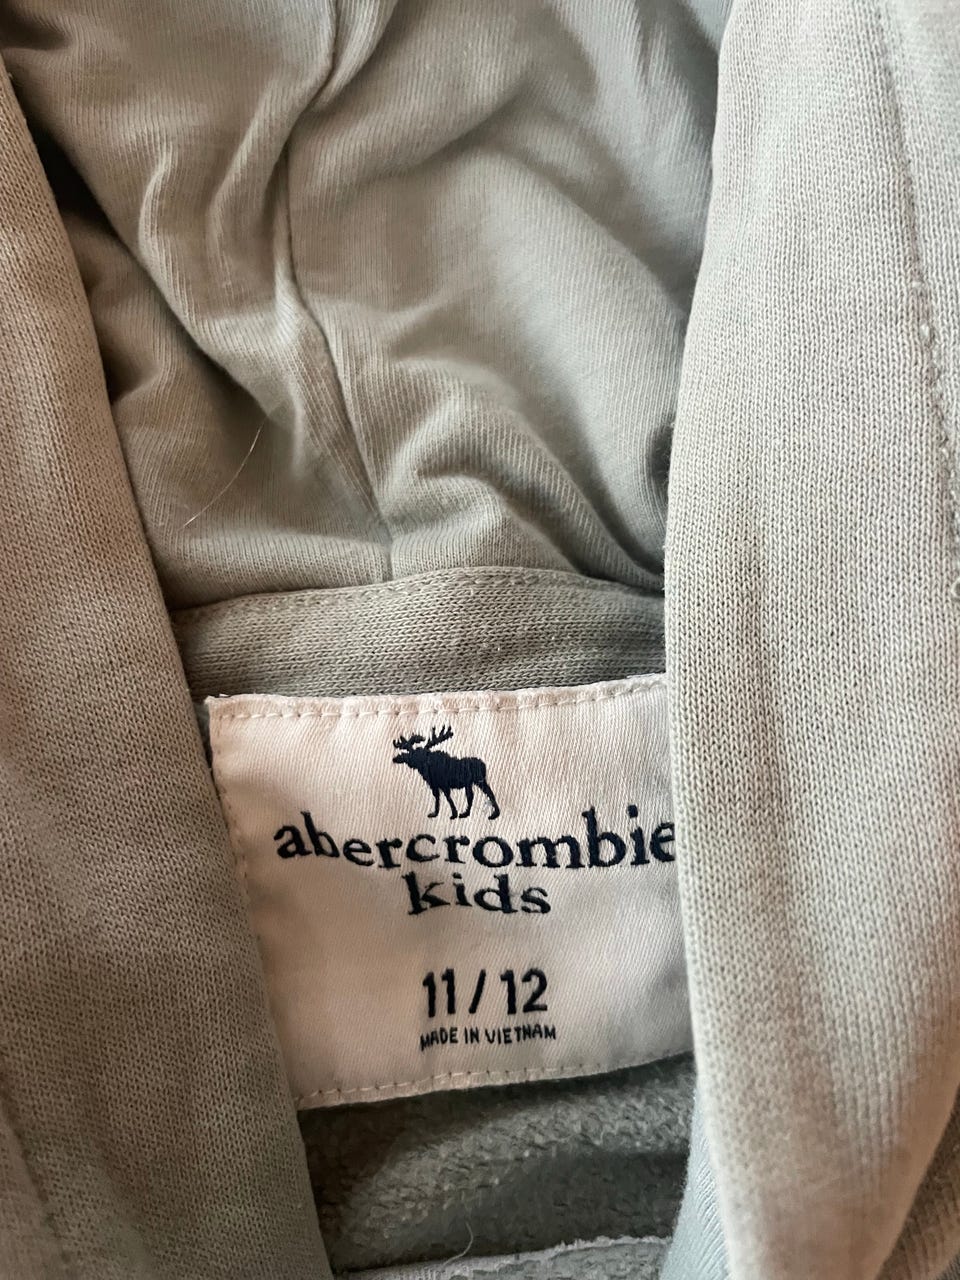 abercrombie
kids
11/12
MADE IN VIETNAM